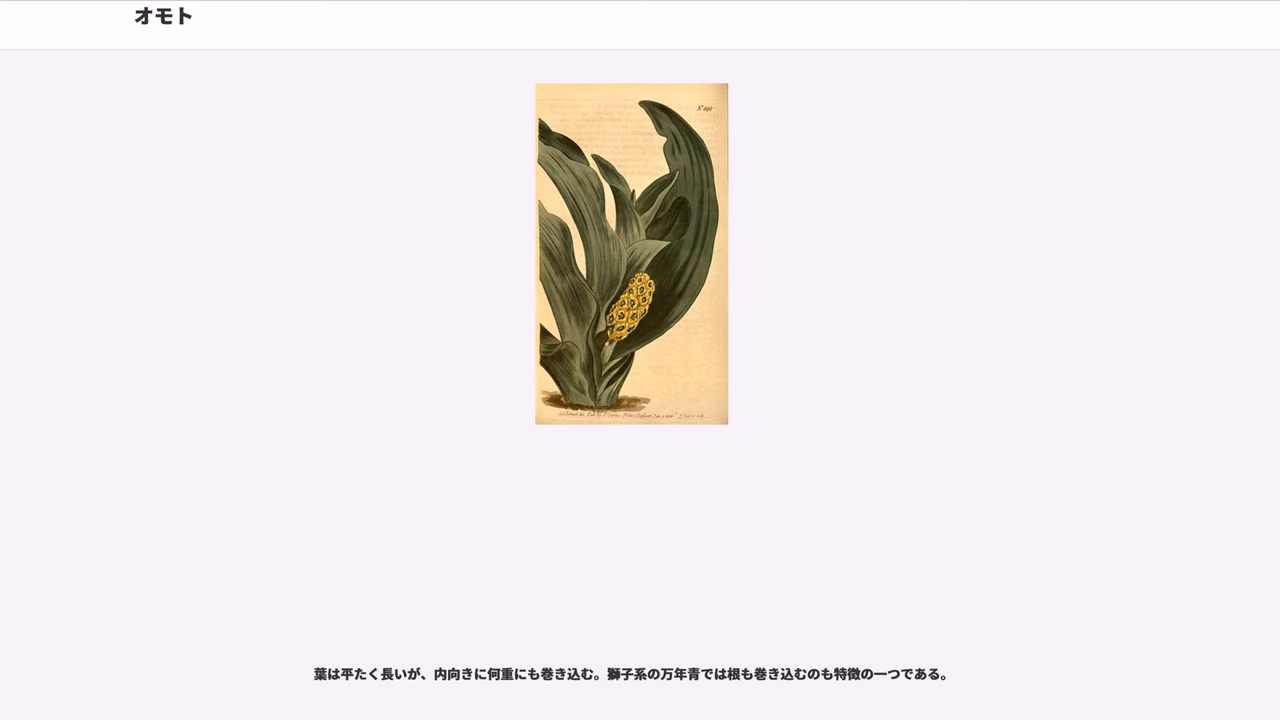 オモト
葉は平たく長いが、内向きに何重にも巻き込む。獅子系の万年青では根も巻き込むのも特徴の一つである。